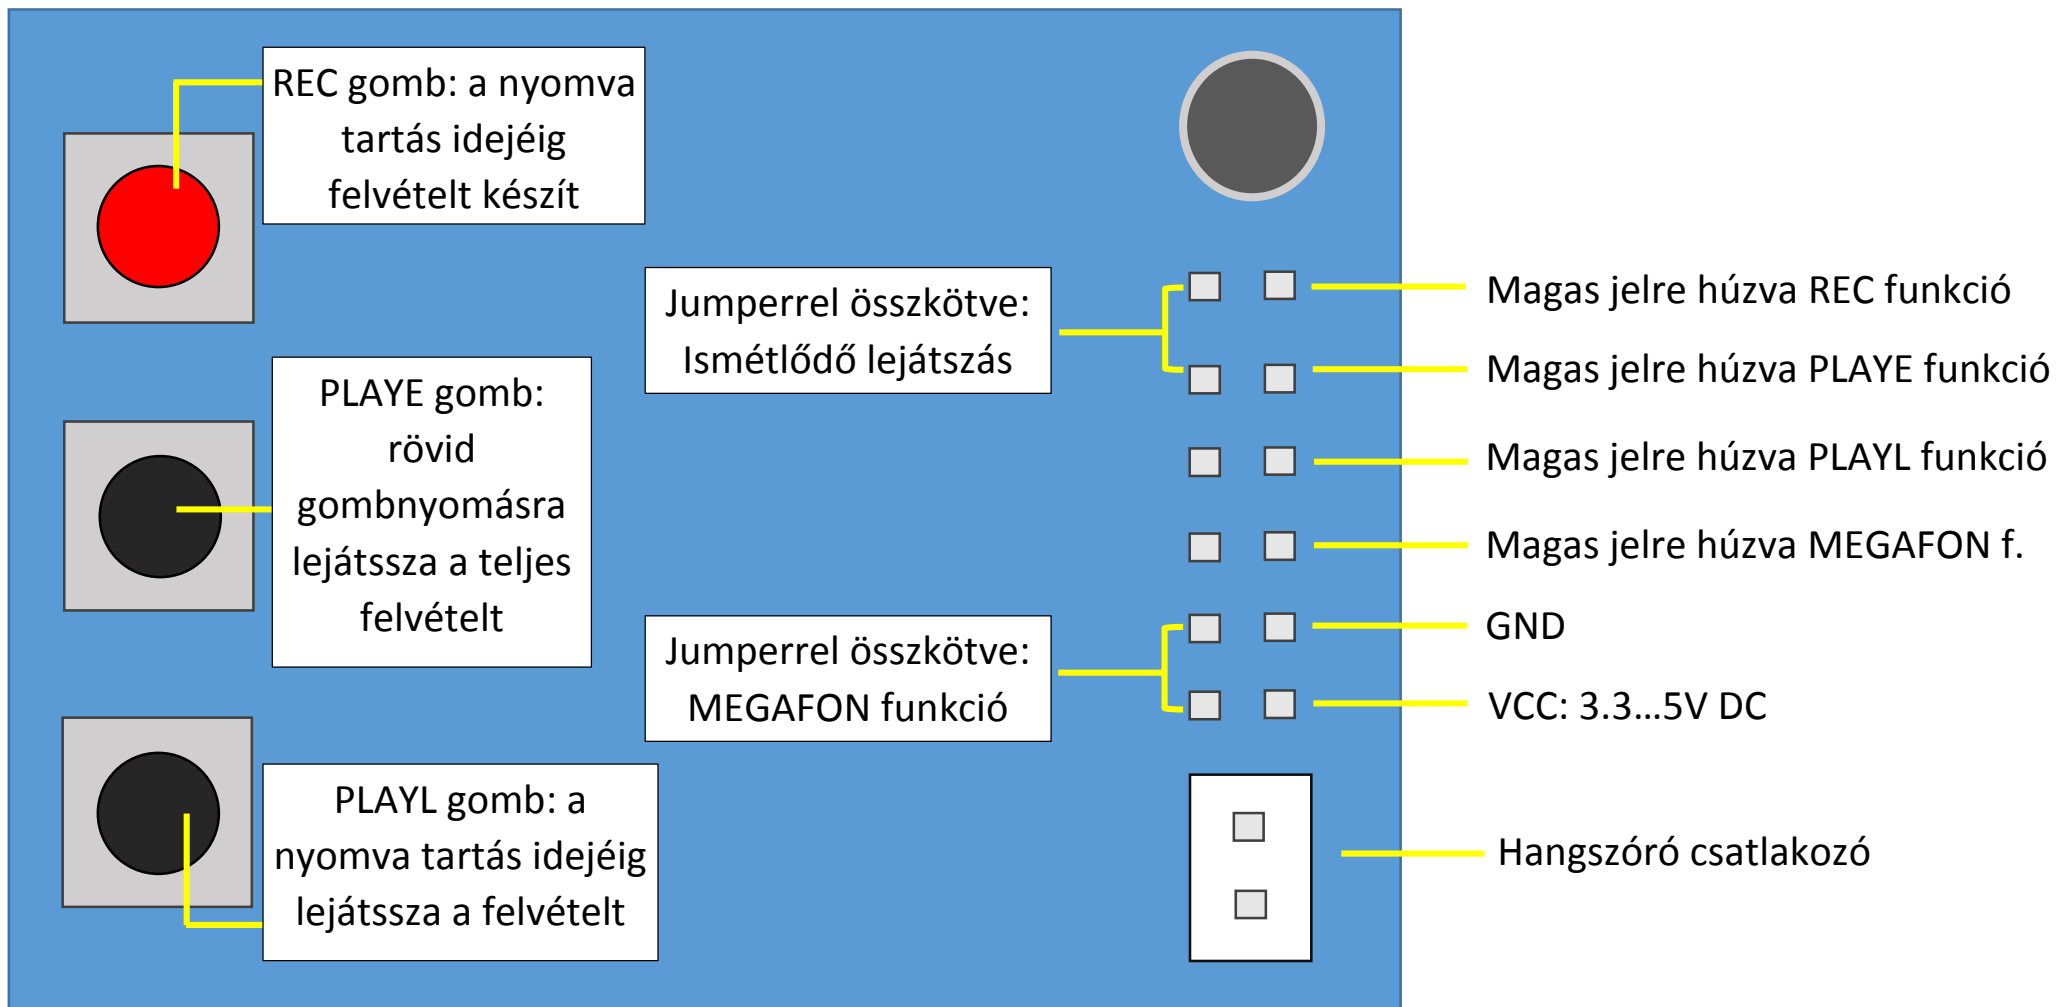 REC gomb: a nyomva
tartás idejéig
felvételt készít
PLAYE gomb:
rövid
gombnyomásra
lejátssza a teljes
felvételt
PLAYL gomb: a
nyomva tartás idejéig
lejátssza a felvételt
Jumperrel összkötve:
Ismétlődő lejátszás
Jumperrel összkötve:
MEGAFON funkció
Magas jelre húzva REC funkció
Magas jelre húzva PLAYE funkció
Magas jelre húzva PLAYL funkció
Magas jelre húzva MEGAFON f.
GND
VCC: 3.3...5V DC
Hangszóró csatlakozó